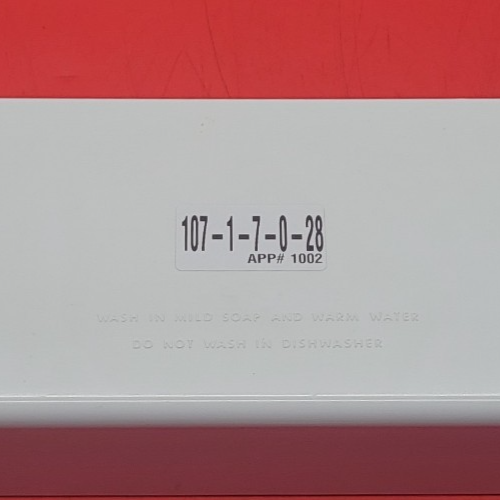 107-1-7-0-28
APP# 1002
WASH IN MILD SOAP AND WARM WATER
DO NOT WASH IN DISHWASHER